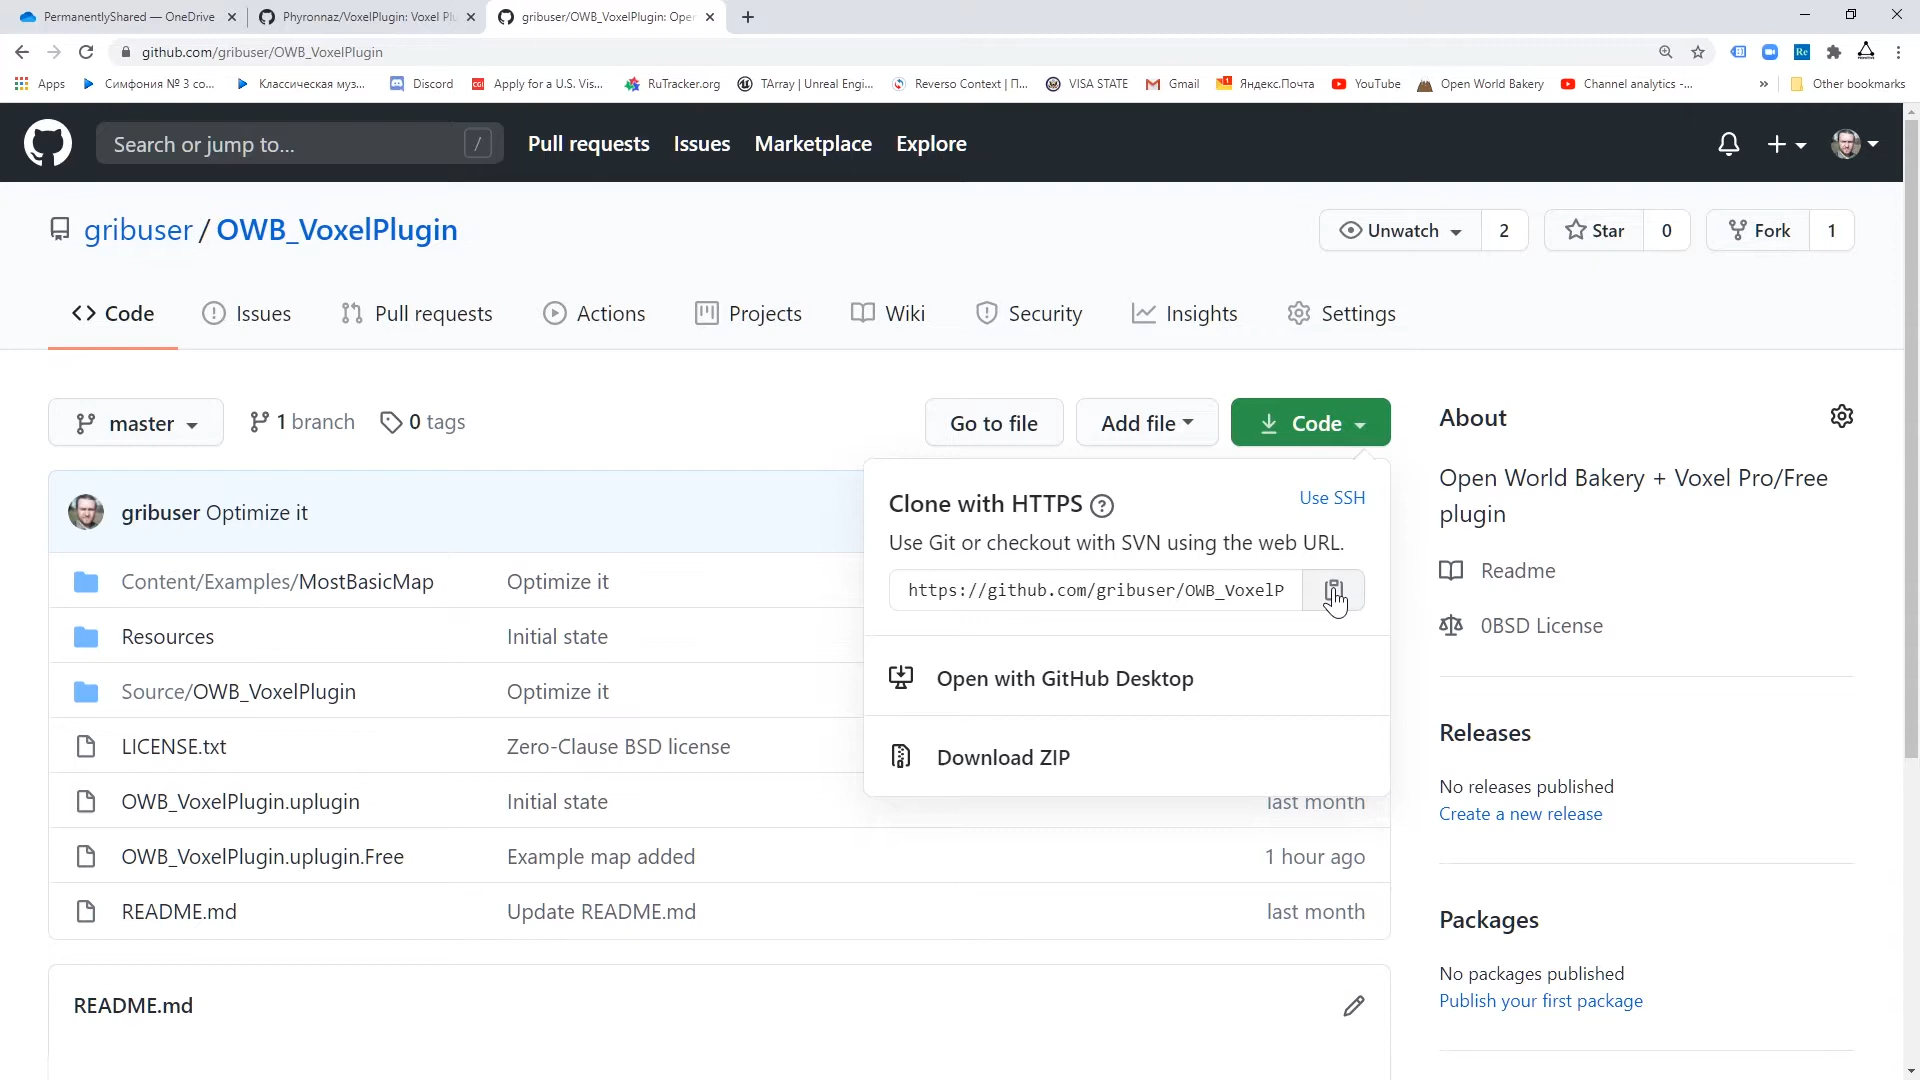 PermanentlyShared — OneDrive
Phyronnaz/VoxelPlugin: Voxel Plu
gribuser/OWB_VoxelPlugin: Open
github.com/gribuser/OWB_VoxelPlugin
Apps
Симфония № 3 со...
Классическая муз...
Discord
Apply for a U.S. Vis...
RuTracker.org
TArray | Unreal Engi...
Reverso Context | П...
VISA STATE
Gmail
Яндекс.Почта
YouTube
Open World Bakery
Channel analytics -...
»
Other bookmarks
Search or jump to... /
Pull requests
Issues
Marketplace
Explore
gribuser / OWB_VoxelPlugin
Unwatch 2
Star 0
Fork 1
Code
Issues
Pull requests
Actions
Projects
Wiki
Security
Insights
Settings
master
1 branch
0 tags
Go to file
Add file
Code
gribuser Optimize it
Content/Examples/MostBasicMap Optimize it
Resources Initial state
Source/OWB_VoxelPlugin Optimize it
LICENSE.txt Zero-Clause BSD license
OWB_VoxelPlugin.uplugin Initial state last month
OWB_VoxelPlugin.uplugin.Free Example map added 1 hour ago
README.md Update README.md last month
Clone with HTTPS ?
Use SSH
Use Git or checkout with SVN using the web URL.
https://github.com/gribuser/OWB_VoxelP
Open with GitHub Desktop
Download ZIP
README.md
About
Open World Bakery + Voxel Pro/Free
plugin
Readme
0BSD License
Releases
No releases published
Create a new release
Packages
No packages published
Publish your first package